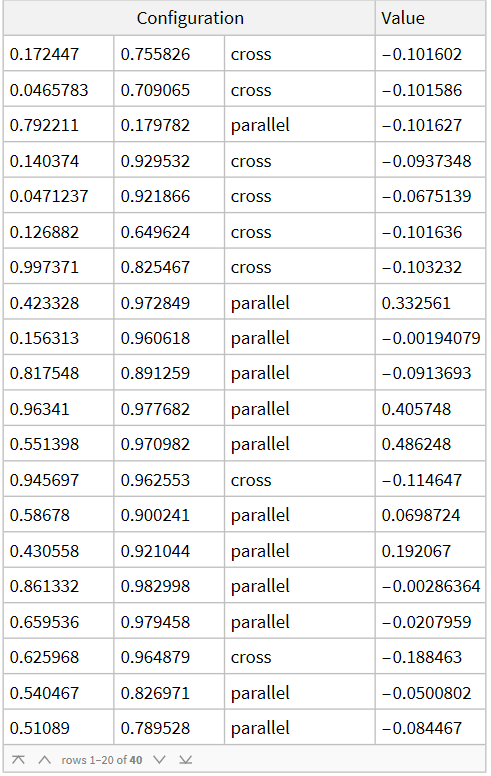 Configuration Value
0.172447 0.755826 cross −0.101602
0.0465783 0.709065 cross −0.101586
0.792211 0.179782 parallel −0.101627
0.140374 0.929532 cross −0.0937348
0.0471237 0.921866 cross −0.0675139
0.126882 0.649624 cross −0.101636
0.997371 0.825467 cross −0.103232
0.423328 0.972849 parallel 0.332561
0.156313 0.960618 parallel −0.00194079
0.817548 0.891259 parallel −0.0913693
0.96341 0.977682 parallel 0.405748
0.551398 0.970982 parallel 0.486248
0.945697 0.962553 cross −0.114647
0.58678 0.900241 parallel 0.0698724
0.430558 0.921044 parallel 0.192067
0.861332 0.982998 parallel −0.00286364
0.659536 0.979458 parallel −0.0207959
0.625968 0.964879 cross −0.188463
0.540467 0.826971 parallel −0.0500802
0.51089 0.789528 parallel −0.084467
rows 1–20 of 40